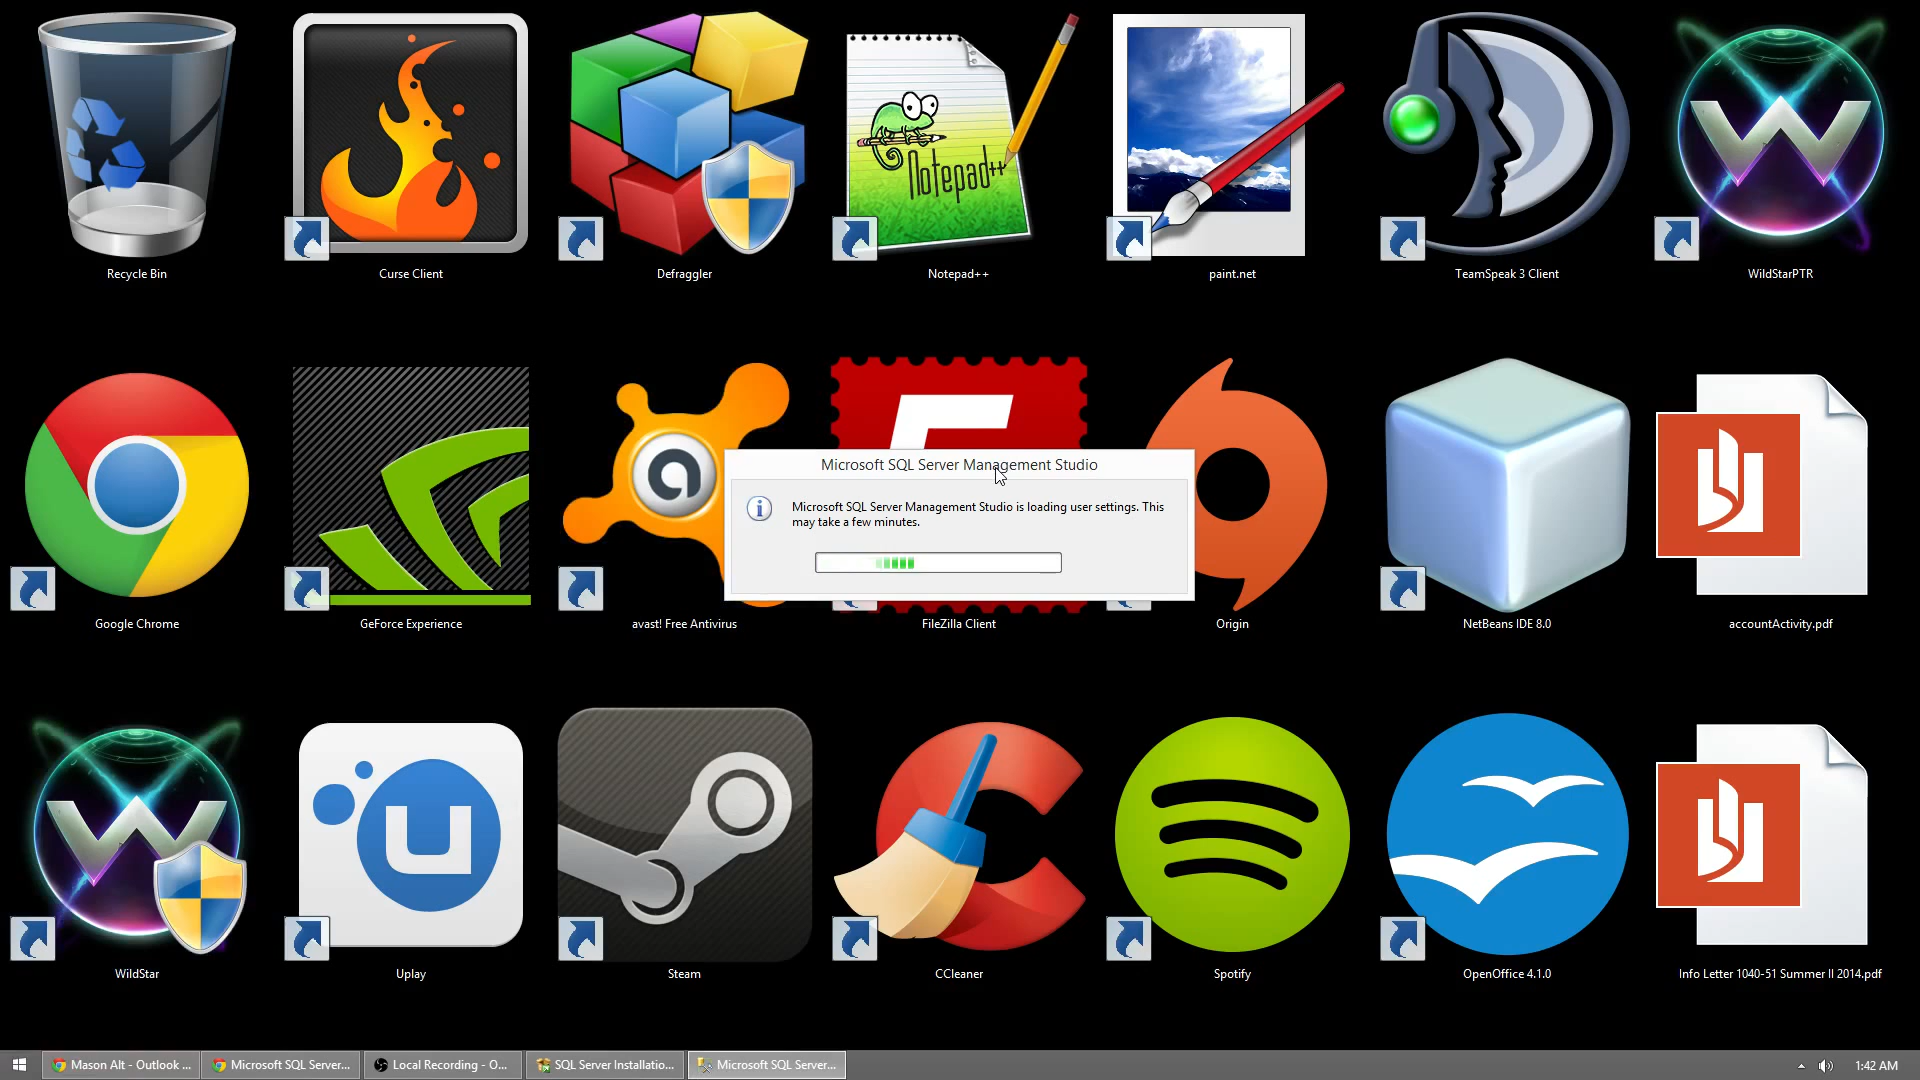 Notepad++
Recycle Bin
Curse Client
Defraggler
Notepad++
paint.net
TeamSpeak 3 Client
WildStarPTR
Microsoft SQL Server Management Studio
Microsoft SQL Server Management Studio is loading user settings. This
may take a few minutes.
Google Chrome
GeForce Experience
avast! Free Antivirus
FileZilla Client
Origin
NetBeans IDE 8.0
accountActivity.pdf
WildStar
Uplay
Steam
CCleaner
Spotify
OpenOffice 4.1.0
Info Letter 1040-51 Summer II 2014.pdf
Mason Alt - Outlook ...
Microsoft SQL Server...
Local Recording - O...
SQL Server Installatio...
Microsoft SQL Server...
1:42 AM